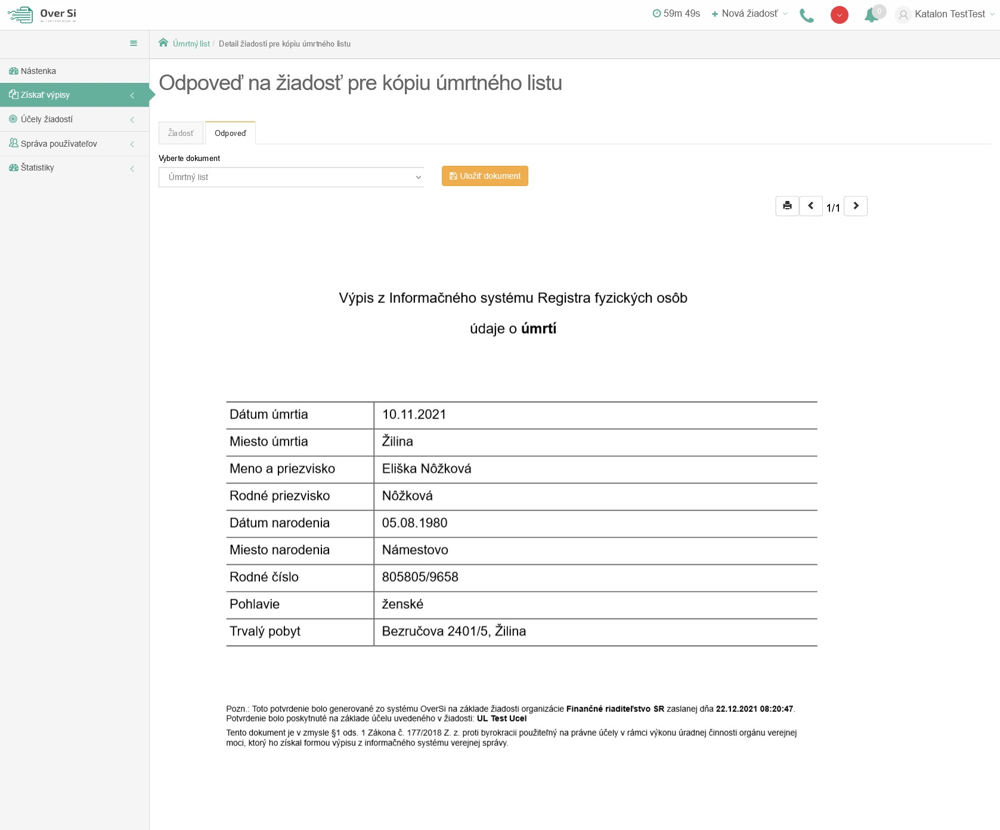 Over Si
59m 49s
Nová žiadosť
0
Katalon TestTest
Úmrtný list / Detail žiadosti pre kópiu úmrtného listu
Nástenka
Získať výpisy
Účely žiadostí
Správa používateľov
Štatistiky
Odpoveď na žiadosť pre kópiu úmrtného listu
Žiadosť
Odpoveď
Vyberte dokument
Úmrtný list
Uložiť dokument
1/1
Výpis z Informačného systému Registra fyzických osôb
údaje o úmrtí
Dátum úmrtia 10.11.2021
Miesto úmrtia Žilina
Meno a priezvisko Eliška Nôžková
Rodné priezvisko Nôžková
Dátum narodenia 05.08.1980
Miesto narodenia Námestovo
Rodné číslo 805805/9658
Pohlavie ženské
Trvalý pobyt Bezručova 2401/5, Žilina
Pozn.: Toto potvrdenie bolo generované zo systému OverSi na základe žiadosti organizácie Finančné riaditeľstvo SR zaslanej dňa 22.12.2021 08:20:47.
Potvrdenie bolo poskytnuté na základe účelu uvedeného v žiadosti: UL Test Ucel
Tento dokument je v zmysle §1 ods. 1 Zákona č. 177/2018 Z. z. proti byrokracii použiteľný na právne účely v rámci výkonu úradnej činnosti orgánu verejnej
moci, ktorý ho získal formou výpisu z informačného systému verejnej správy.